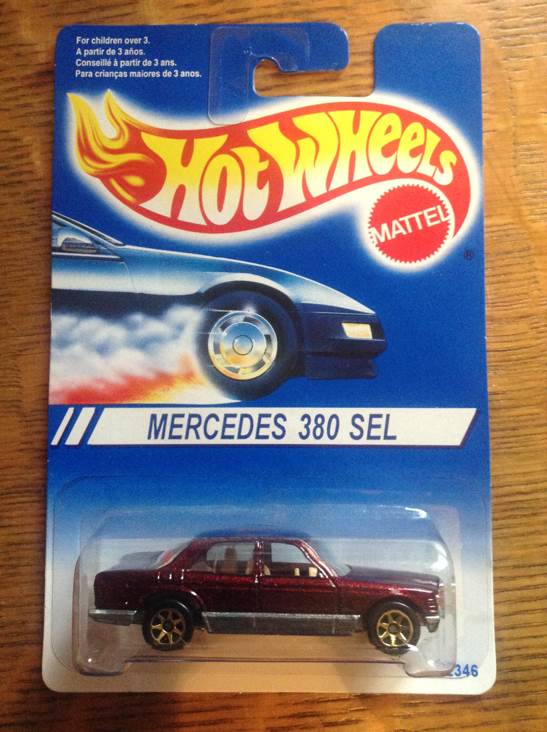 For children over 3.
A partir de 3 años.
Conseillé à partir de 3 ans.
Para crianças maiores de 3 anos.
HOT WHEELS
MATTEL
®
MERCEDES 380 SEL
346